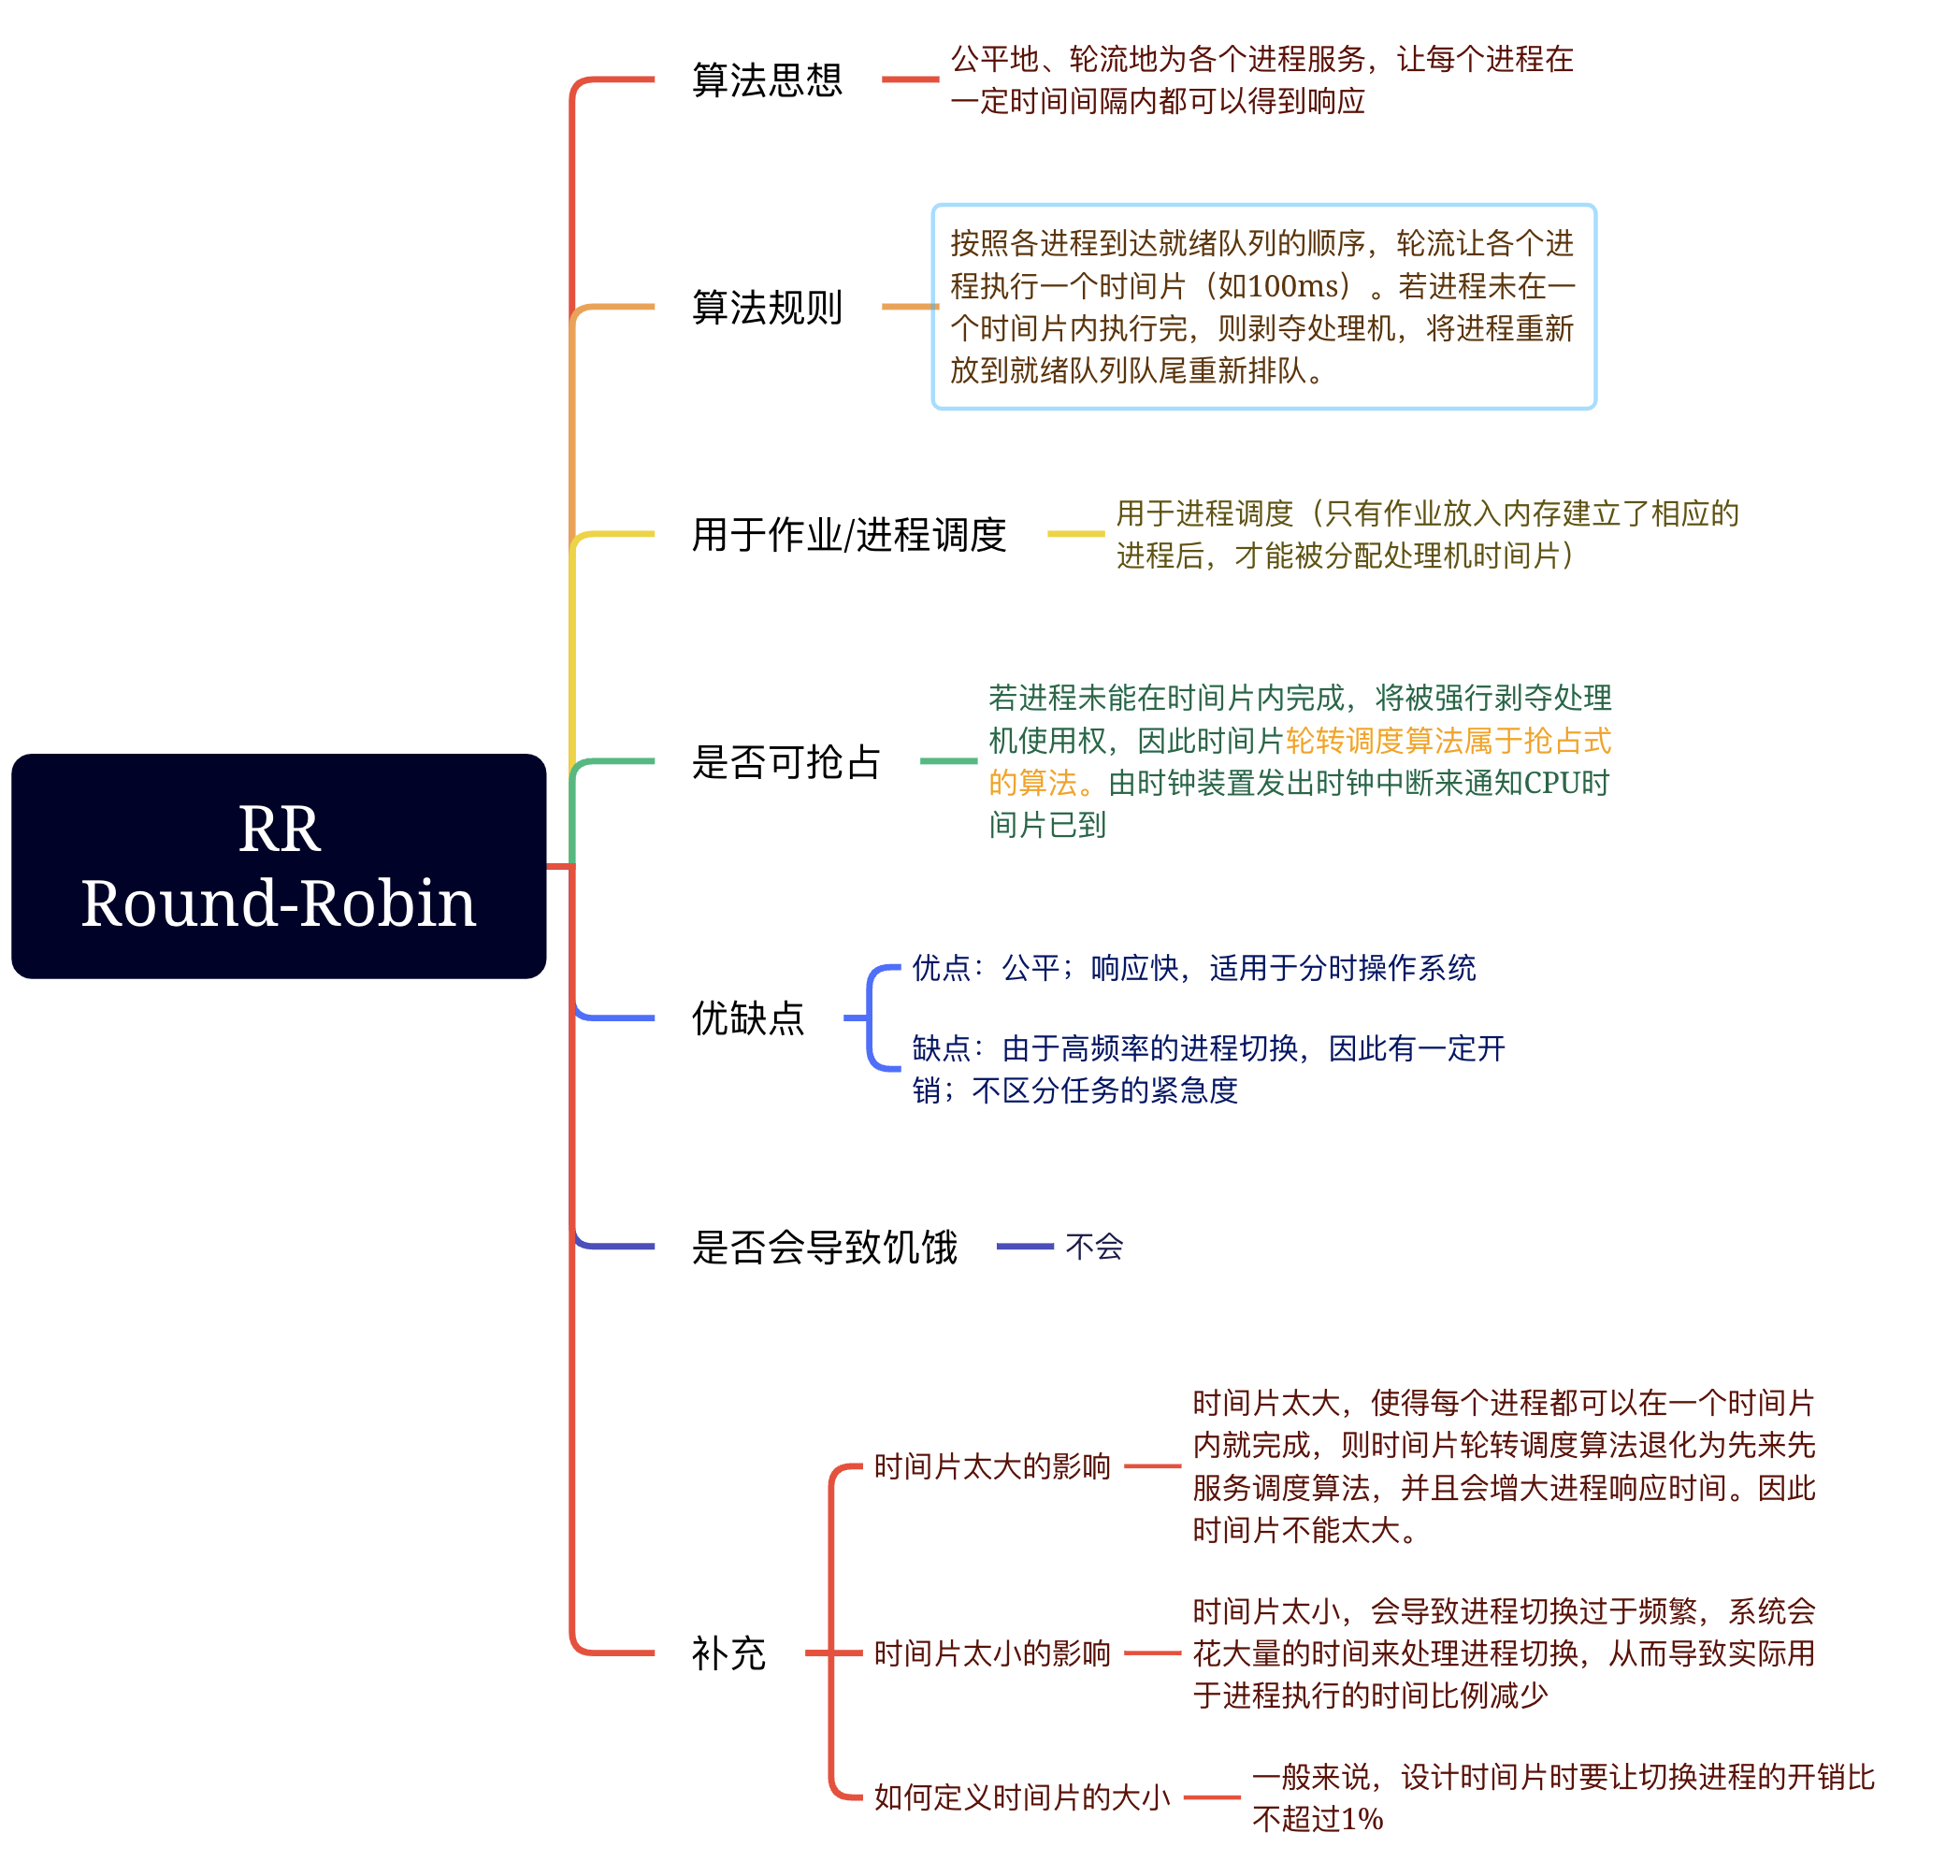 RR
Round-Robin
算法思想
公平地、轮流地为各个进程服务，让每个进程在
一定时间间隔内都可以得到响应
算法规则
按照各进程到达就绪队列的顺序，轮流让各个进
程执行一个时间片（如100ms）。若进程未在一
个时间片内执行完，则剥夺处理机，将进程重新
放到就绪队列队尾重新排队。
用于作业/进程调度
用于进程调度（只有作业放入内存建立了相应的
进程后，才能被分配处理机时间片）
是否可抢占
若进程未能在时间片内完成，将被强行剥夺处理
机使用权，因此时间片轮转调度算法属于抢占式
的算法。由时钟装置发出时钟中断来通知CPU时
间片已到
优缺点
优点：公平；响应快，适用于分时操作系统
缺点：由于高频率的进程切换，因此有一定开
销；不区分任务的紧急度
是否会导致饥饿
不会
补充
时间片太大的影响
时间片太大，使得每个进程都可以在一个时间片
内就完成，则时间片轮转调度算法退化为先来先
服务调度算法，并且会增大进程响应时间。因此
时间片不能太大。
时间片太小的影响
时间片太小，会导致进程切换过于频繁，系统会
花大量的时间来处理进程切换，从而导致实际用
于进程执行的时间比例减少
如何定义时间片的大小
一般来说，设计时间片时要让切换进程的开销比
不超过1%